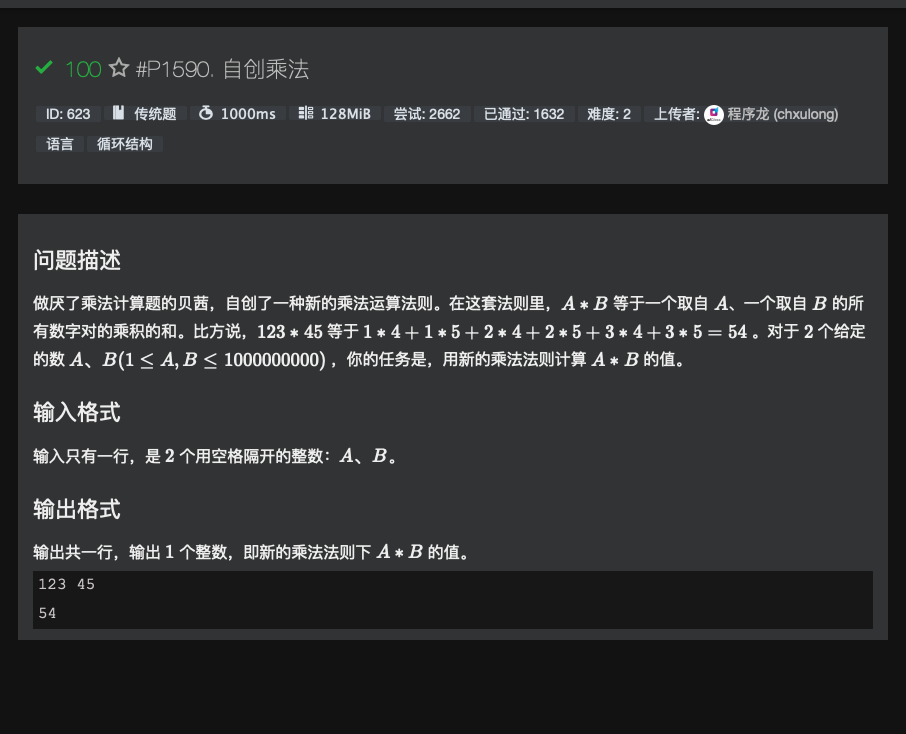 100 #P1590. 自创乘法
ID: 623 传统题 1000ms 128MiB 尝试: 2662 已通过: 1632 难度: 2 上传者: 程序龙 (chxulong)
语言 循环结构
问题描述
做厌了乘法计算题的贝茜，自创了一种新的乘法运算法则。在这套法则里，A * B 等于一个取自 A、一个取自 B 的所
有数字对的乘积的和。比方说，123 * 45 等于 1 * 4 + 1 * 5 + 2 * 4 + 2 * 5 + 3 * 4 + 3 * 5 = 54 。对于 2 个给定
的数 A、B(1 ≤ A, B ≤ 1000000000) ，你的任务是，用新的乘法法则计算 A * B 的值。
输入格式
输入只有一行，是 2 个用空格隔开的整数：A、B。
输出格式
输出共一行，输出 1 个整数，即新的乘法法则下 A * B 的值。
123 45
54